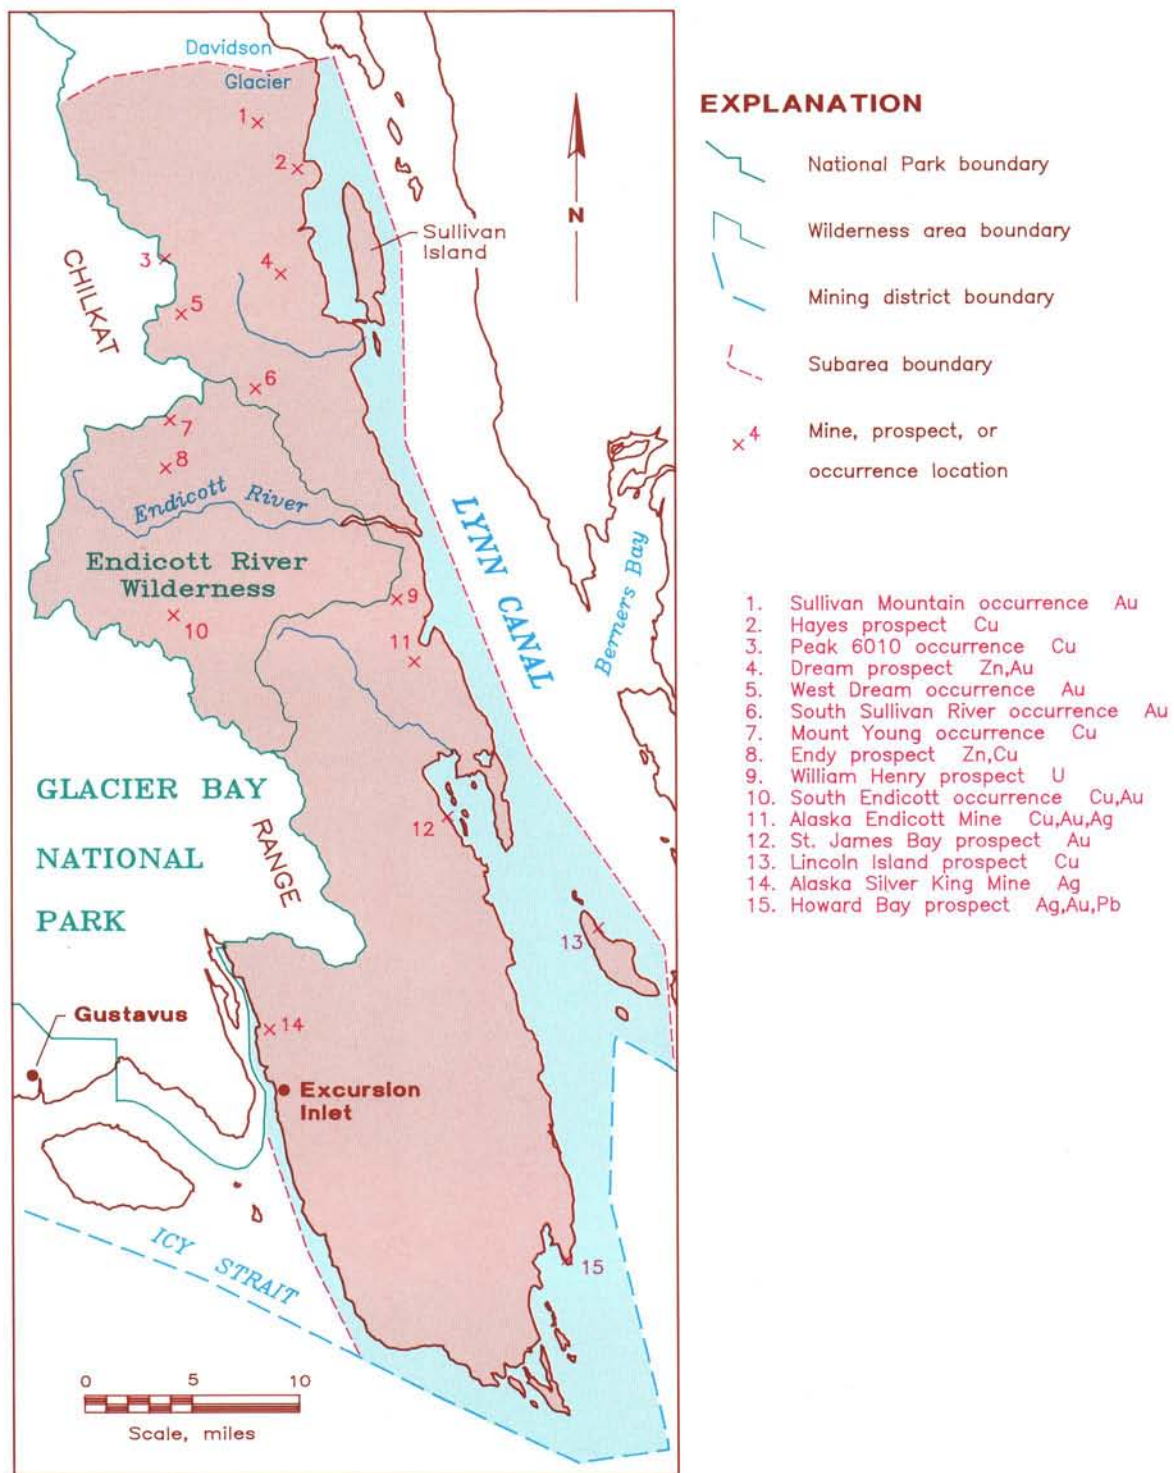 Davidson
Glacier
1
2
Sullivan
Island
3
4
5
CHILKAT
6
7
8
Endicott River
Endicott River
Wilderness
9
10
11
LYNN CANAL
Berners Bay
N
GLACIER BAY
NATIONAL
PARK
RANGE
12
13
14
Gustavus
Excursion
Inlet
15
ICY STRAIT
0 5 10
Scale, miles
EXPLANATION
National Park boundary
Wilderness area boundary
Mining district boundary
Subarea boundary
4
Mine, prospect, or
occurrence location
1. Sullivan Mountain occurrence Au
2. Hayes prospect Cu
3. Peak 6010 occurrence Cu
4. Dream prospect Zn,Au
5. West Dream occurrence Au
6. South Sullivan River occurrence Au
7. Mount Young occurrence Cu
8. Endy prospect Zn,Cu
9. William Henry prospect U
10. South Endicott occurrence Cu,Au
11. Alaska Endicott Mine Cu,Au,Ag
12. St. James Bay prospect Au
13. Lincoln Island prospect Cu
14. Alaska Silver King Mine Ag
15. Howard Bay prospect Ag,Au,Pb